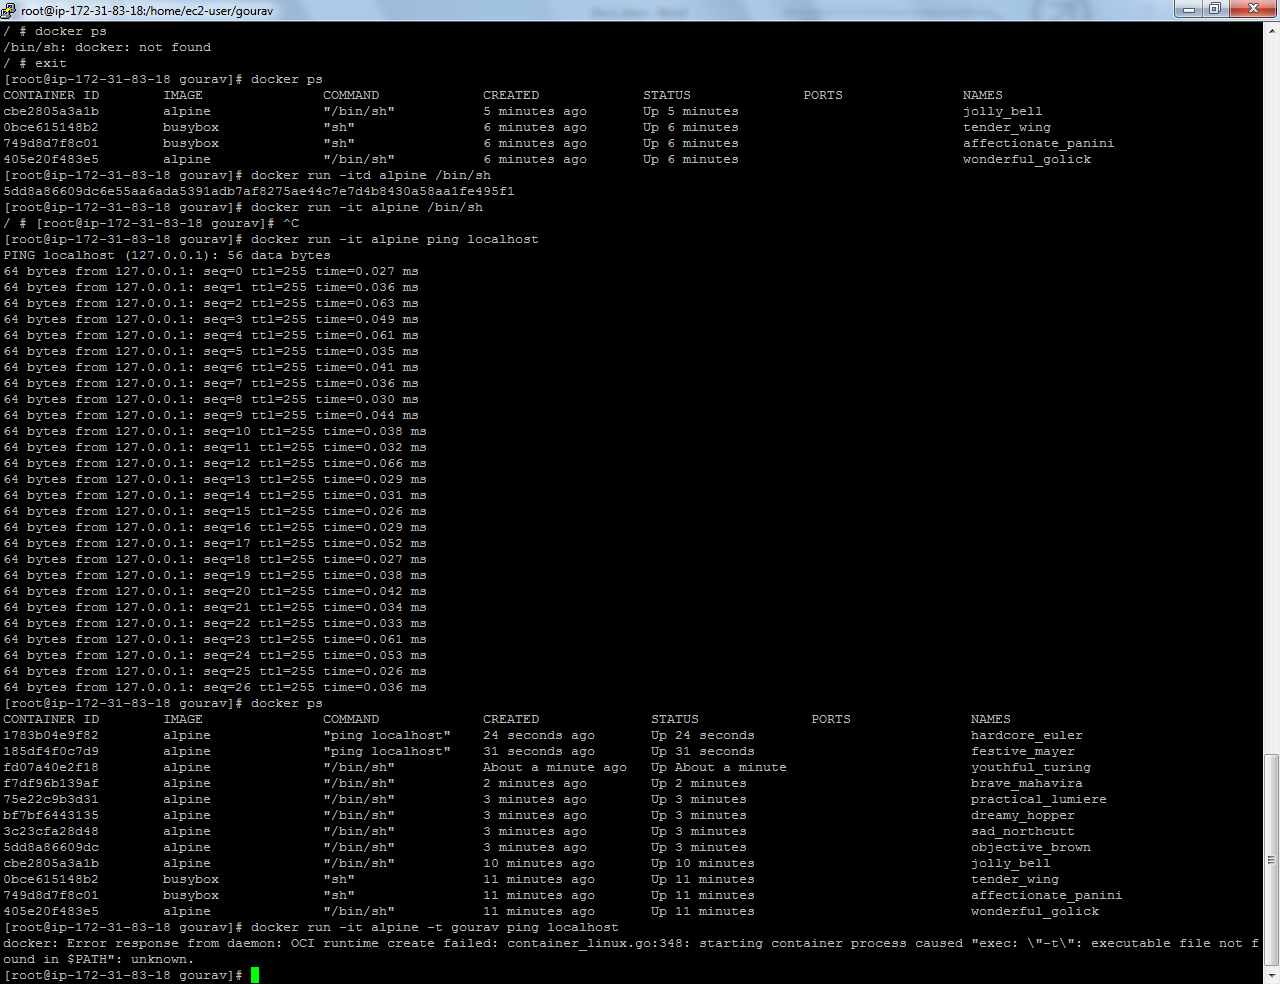 root@ip-172-31-83-18:/home/ec2-user/gourav
/ # docker ps
/bin/sh: docker: not found
/ # exit
[root@ip-172-31-83-18 gourav]# docker ps
CONTAINER ID        IMAGE               COMMAND             CREATED             STATUS              PORTS               NAMES
cbe2805a3a1b        alpine              "/bin/sh"           5 minutes ago       Up 5 minutes                            jolly_bell
0bce615148b2        busybox             "sh"                6 minutes ago       Up 6 minutes                            tender_wing
749d8d7f8c01        busybox             "sh"                6 minutes ago       Up 6 minutes                            affectionate_panini
405e20f483e5        alpine              "/bin/sh"           6 minutes ago       Up 6 minutes                            wonderful_golick
[root@ip-172-31-83-18 gourav]# docker run -itd alpine /bin/sh
5dd8a86609dc6e55aa6ada5391adb7af8275ae44c7e7d4b8430a58aa1fe495f1
[root@ip-172-31-83-18 gourav]# docker run -it alpine /bin/sh
/ # [root@ip-172-31-83-18 gourav]# ^C
[root@ip-172-31-83-18 gourav]# docker run -it alpine ping localhost
PING localhost (127.0.0.1): 56 data bytes
64 bytes from 127.0.0.1: seq=0 ttl=255 time=0.027 ms
64 bytes from 127.0.0.1: seq=1 ttl=255 time=0.036 ms
64 bytes from 127.0.0.1: seq=2 ttl=255 time=0.063 ms
64 bytes from 127.0.0.1: seq=3 ttl=255 time=0.049 ms
64 bytes from 127.0.0.1: seq=4 ttl=255 time=0.061 ms
64 bytes from 127.0.0.1: seq=5 ttl=255 time=0.035 ms
64 bytes from 127.0.0.1: seq=6 ttl=255 time=0.041 ms
64 bytes from 127.0.0.1: seq=7 ttl=255 time=0.036 ms
64 bytes from 127.0.0.1: seq=8 ttl=255 time=0.030 ms
64 bytes from 127.0.0.1: seq=9 ttl=255 time=0.044 ms
64 bytes from 127.0.0.1: seq=10 ttl=255 time=0.038 ms
64 bytes from 127.0.0.1: seq=11 ttl=255 time=0.032 ms
64 bytes from 127.0.0.1: seq=12 ttl=255 time=0.066 ms
64 bytes from 127.0.0.1: seq=13 ttl=255 time=0.029 ms
64 bytes from 127.0.0.1: seq=14 ttl=255 time=0.031 ms
64 bytes from 127.0.0.1: seq=15 ttl=255 time=0.026 ms
64 bytes from 127.0.0.1: seq=16 ttl=255 time=0.029 ms
64 bytes from 127.0.0.1: seq=17 ttl=255 time=0.052 ms
64 bytes from 127.0.0.1: seq=18 ttl=255 time=0.027 ms
64 bytes from 127.0.0.1: seq=19 ttl=255 time=0.038 ms
64 bytes from 127.0.0.1: seq=20 ttl=255 time=0.042 ms
64 bytes from 127.0.0.1: seq=21 ttl=255 time=0.034 ms
64 bytes from 127.0.0.1: seq=22 ttl=255 time=0.033 ms
64 bytes from 127.0.0.1: seq=23 ttl=255 time=0.061 ms
64 bytes from 127.0.0.1: seq=24 ttl=255 time=0.053 ms
64 bytes from 127.0.0.1: seq=25 ttl=255 time=0.026 ms
64 bytes from 127.0.0.1: seq=26 ttl=255 time=0.036 ms
[root@ip-172-31-83-18 gourav]# docker ps
CONTAINER ID        IMAGE               COMMAND             CREATED              STATUS              PORTS               NAMES
1783b04e9f82        alpine              "ping localhost"    24 seconds ago       Up 24 seconds                           hardcore_euler
185df4f0c7d9        alpine              "ping localhost"    31 seconds ago       Up 31 seconds                           festive_mayer
fd07a40e2f18        alpine              "/bin/sh"           About a minute ago   Up About a minute                       youthful_turing
f7df96b139af        alpine              "/bin/sh"           2 minutes ago        Up 2 minutes                            brave_mahavira
75e22c9b3d31        alpine              "/bin/sh"           3 minutes ago        Up 3 minutes                            practical_lumiere
bf7bf6443135        alpine              "/bin/sh"           3 minutes ago        Up 3 minutes                            dreamy_hopper
3c23cfa28d48        alpine              "/bin/sh"           3 minutes ago        Up 3 minutes                            sad_northcutt
5dd8a86609dc        alpine              "/bin/sh"           3 minutes ago        Up 3 minutes                            objective_brown
cbe2805a3a1b        alpine              "/bin/sh"           10 minutes ago       Up 10 minutes                           jolly_bell
0bce615148b2        busybox             "sh"                11 minutes ago       Up 11 minutes                           tender_wing
749d8d7f8c01        busybox             "sh"                11 minutes ago       Up 11 minutes                           affectionate_panini
405e20f483e5        alpine              "/bin/sh"           11 minutes ago       Up 11 minutes                           wonderful_golick
[root@ip-172-31-83-18 gourav]# docker run -it alpine -t gourav ping localhost
docker: Error response from daemon: OCI runtime create failed: container_linux.go:348: starting container process caused "exec: \"-t\": executable file not f
ound in $PATH": unknown.
[root@ip-172-31-83-18 gourav]#